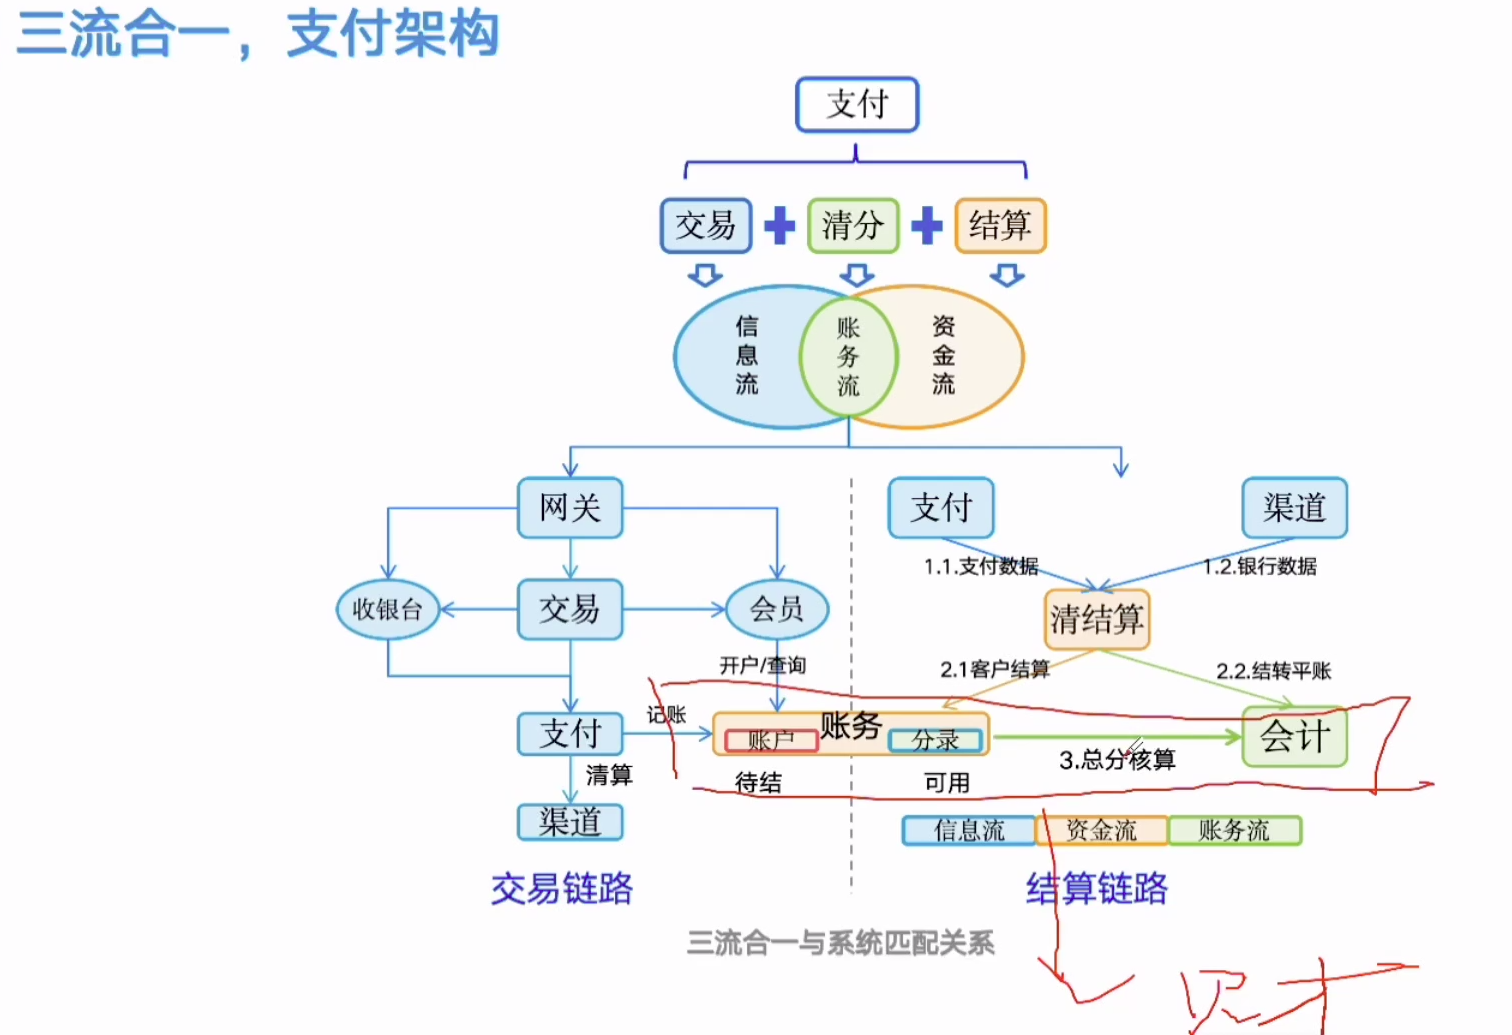 三流合一，支付架构
支付
交易 清分 结算
信息流 账务流 资金流
网关 支付 渠道
1.1.支付数据 1.2.银行数据
收银台 交易 会员 清结算
开户/查询 2.1客户结算 2.2.结转平账
记账
支付 账务 会计
账户 分录
3.总分核算
清算 待结 可用
渠道 信息流 资金流 账务流
交易链路 结算链路
三流合一与系统匹配关系